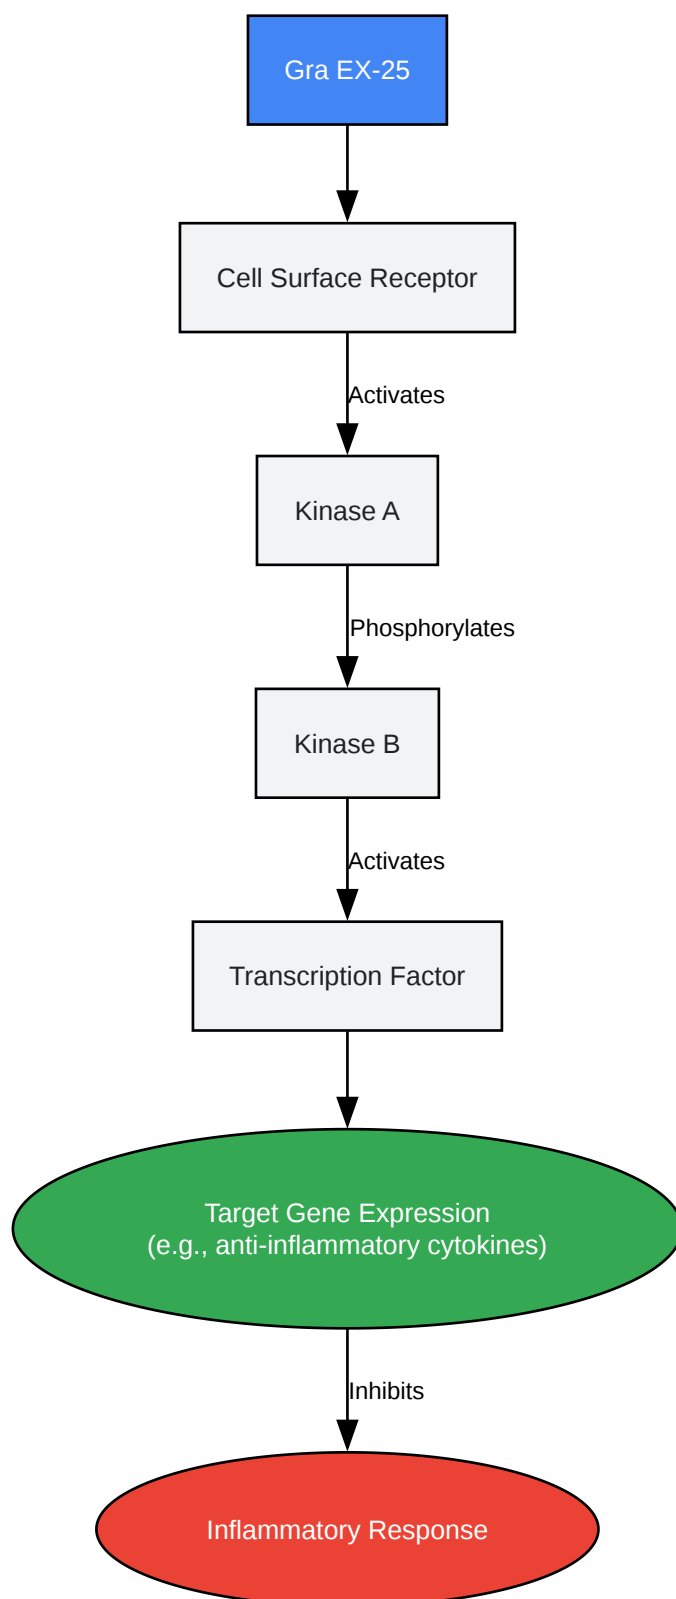 Gra EX-25
Cell Surface Receptor
Activates
Kinase A
Phosphorylates
Kinase B
Activates
Transcription Factor
Target Gene Expression
(e.g., anti-inflammatory cytokines)
Inhibits
Inflammatory Response